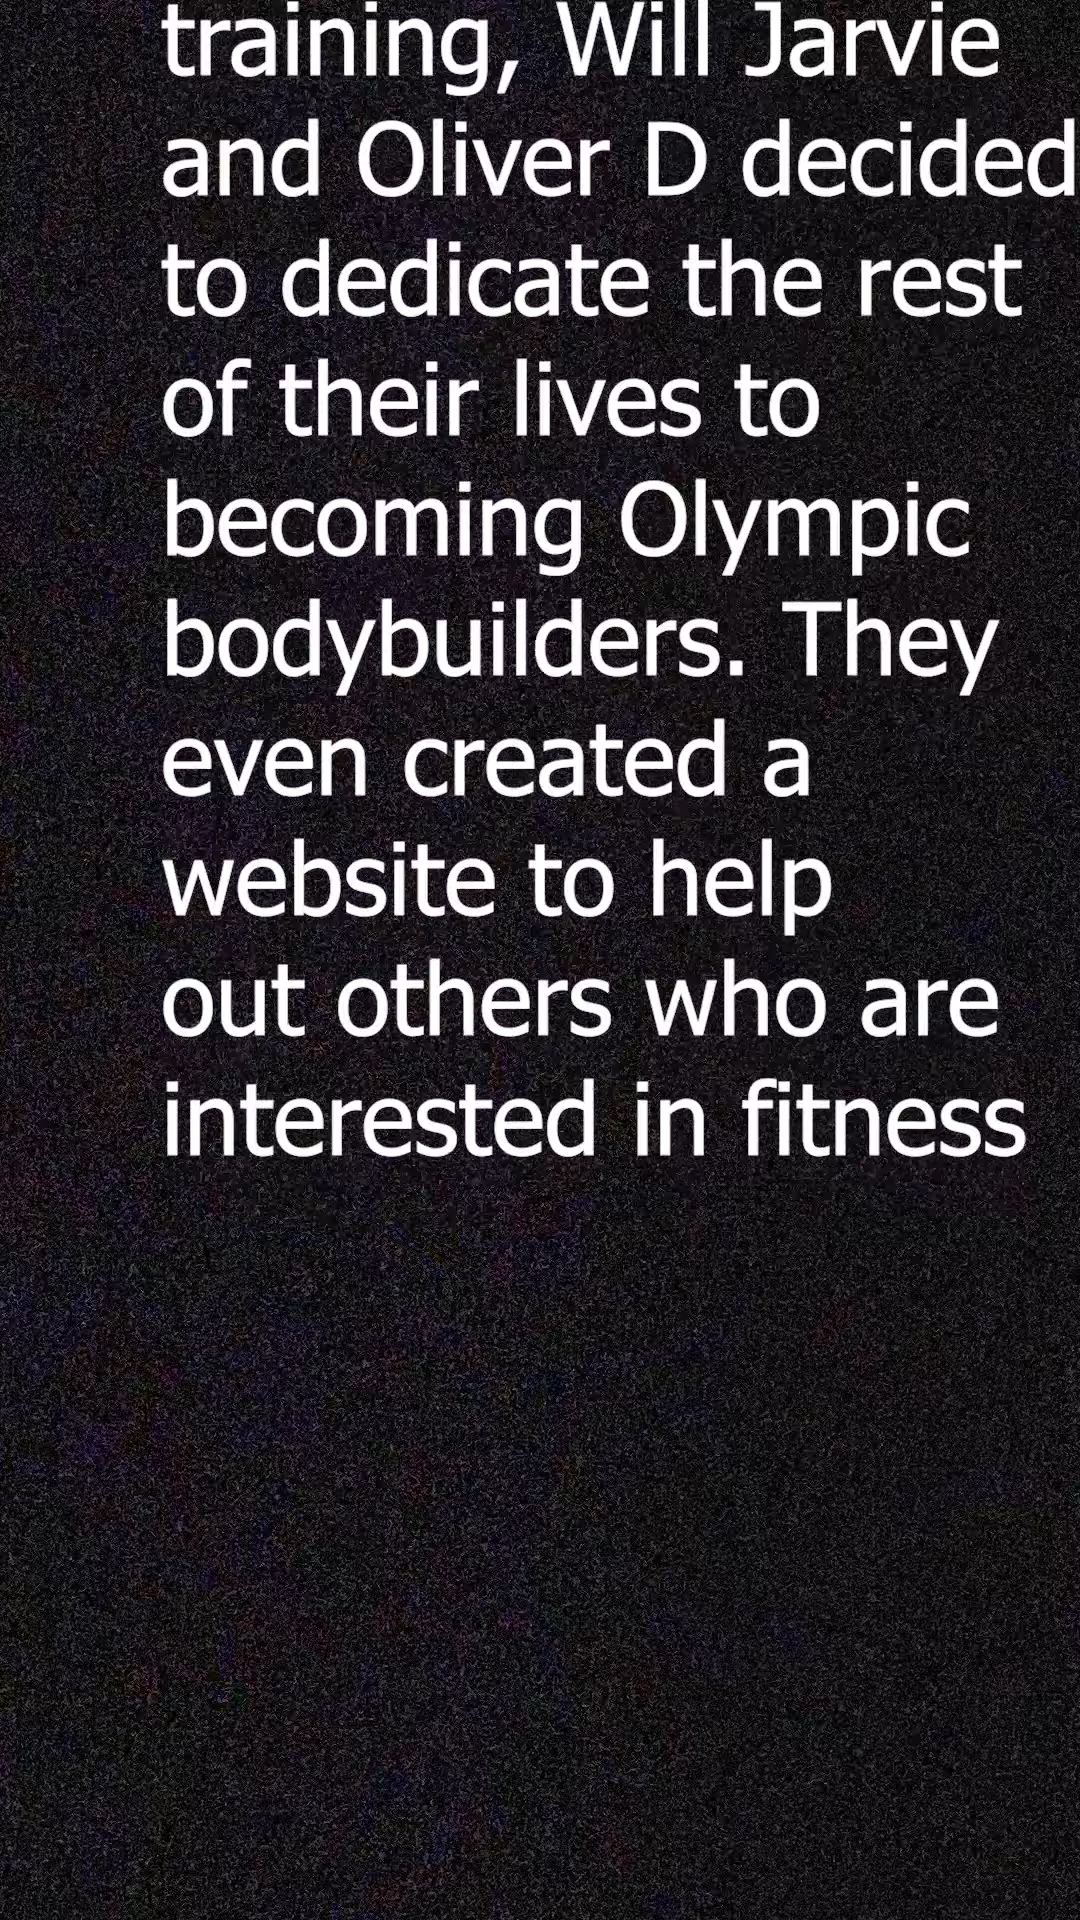 training, Will Jarvie
and Oliver D decided
to dedicate the rest
of their lives to
becoming Olympic
bodybuilders. They
even created a
website to help
out others who are
interested in fitness